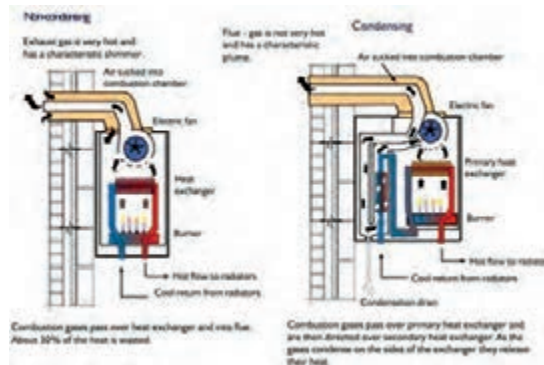 Non-condensing
Exhaust gas is very hot and
has a characteristic shimmer.
Air sucked into
combustion chamber
Electric fan
Heat
exchanger
Burner
Hot flow to radiators
Cool return from radiators
Combustion gases pass over heat exchanger and into flue.
About 30% of the heat is wasted.
Condensing
Flue - gas is not very hot
and has a characteristic
plume.
Air sucked into combustion chamber
Electric fan
Primary heat
exchanger
Burner
Hot flow to radiators
Cool return from radiators
Condensation drain
Combustion gases pass over primary heat exchanger and
are then directed over secondary heat exchanger. As the
gases condense on the sides of the exchanger they release
their heat.